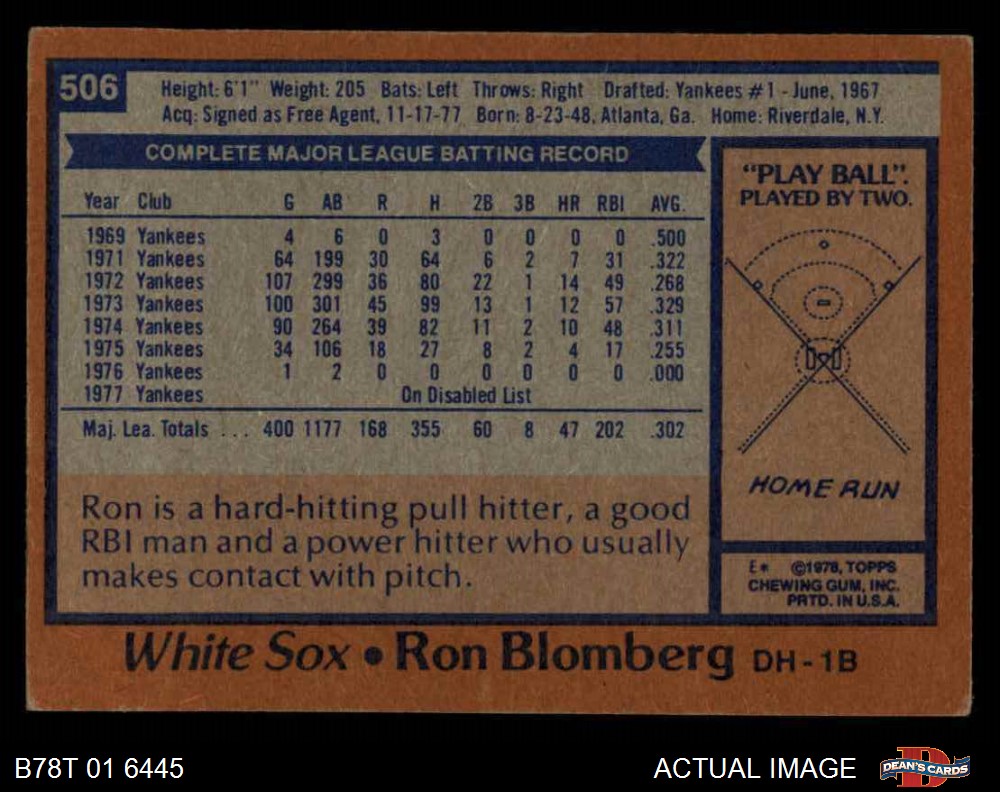 506
Height: 6'1" Weight: 205 Bats: Left Throws: Right Drafted: Yankees #1 - June, 1967
Acq: Signed as Free Agent, 11-17-77 Born: 8-23-48, Atlanta, Ga. Home: Riverdale, N.Y.
COMPLETE MAJOR LEAGUE BATTING RECORD
Year Club G AB R H 2B 3B HR RBI AVG.
1969 Yankees 4 6 0 3 0 0 0 0 .500
1971 Yankees 64 199 30 64 6 2 7 31 .322
1972 Yankees 107 299 36 80 22 1 14 49 .268
1973 Yankees 100 301 45 99 13 1 12 57 .329
1974 Yankees 90 264 39 82 11 2 10 48 .311
1975 Yankees 34 106 18 27 8 2 4 17 .255
1976 Yankees 1 2 0 0 0 0 0 0 .000
1977 Yankees On Disabled List
Maj. Lea. Totals ... 400 1177 168 355 60 8 47 202 .302
Ron is a hard-hitting pull hitter, a good
RBI man and a power hitter who usually
makes contact with pitch.
"PLAY BALL".
PLAYED BY TWO.
HOME RUN
E* ©1978, TOPPS
CHEWING GUM, INC.
PRTD. IN U.S.A.
White Sox • Ron Blomberg DH-1B
B78T 01 6445
ACTUAL IMAGE
D
DEAN'S CARDS